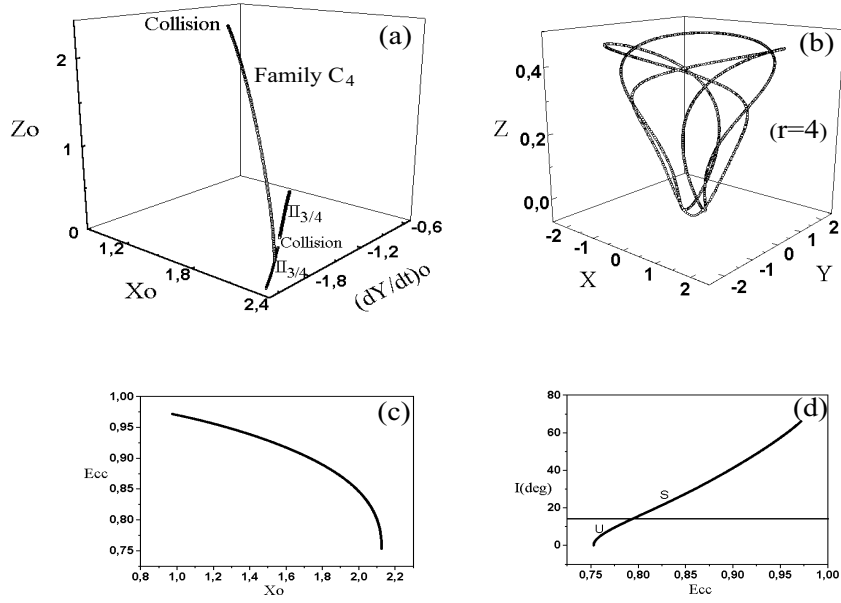 (a)
Collision
Family C4
Zo
2
1
0
II3/4
Collision
II3/4
1,2
1,8
2,4
Xo
-1,8
-1,2
-0,6
(dY/dt)o
(b)
Z
0,4
0,2
0,0
(r=4)
-2
-1
0
1
2
X
-2
-1
0
1
2
Y
(c)
1,00
0,95
0,90
Ecc
0,85
0,80
0,75
0,8
1,0
1,2
1,4
1,6
1,8
2,0
2,2
Xo
(d)
80
60
I(deg)
40
20
0
S
U
0,75
0,80
0,85
0,90
0,95
1,00
Ecc